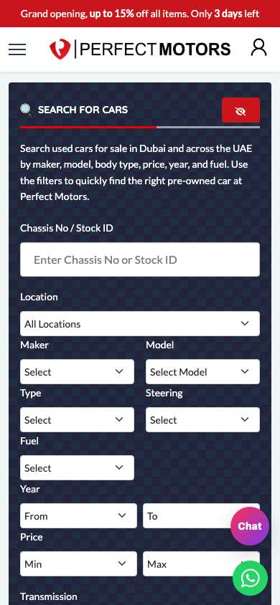 Grand opening, up to 15% off all items. Only 3 days left
PERFECT MOTORS
SEARCH FOR CARS
Search used cars for sale in Dubai and across the UAE
by maker, model, body type, price, year, and fuel. Use
the filters to quickly find the right pre-owned car at
Perfect Motors.
Chassis No / Stock ID
Enter Chassis No or Stock ID
Location
All Locations
Maker Model
Select Select Model
Type Steering
Select Select
Fuel
Select
Year
From To
Chat
Price
Min Max
Transmission